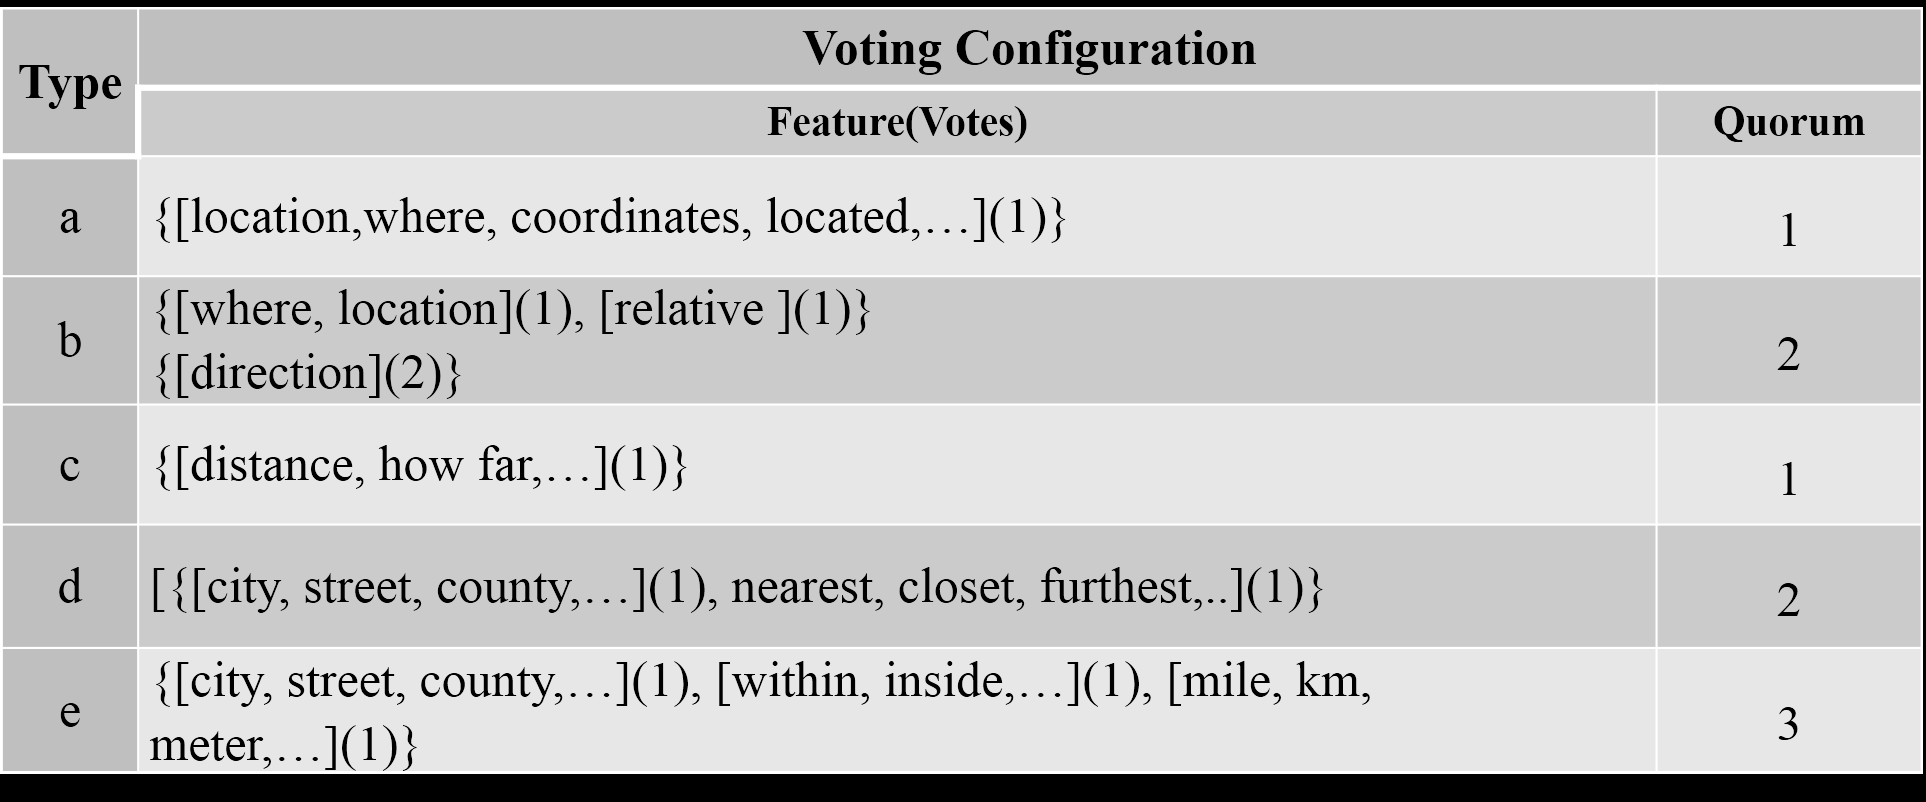 Type
Voting Configuration
Feature(Votes)
Quorum
a
{[location,where, coordinates, located,…](1)}
1
b
{[where, location](1), [relative ](1)}
{[direction](2)}
2
c
{[distance, how far,…](1)}
1
d
[{[city, street, county,…](1), nearest, closet, furthest,..](1)}
2
e
{[city, street, county,…](1), [within, inside,…](1), [mile, km,
meter,…](1)}
3